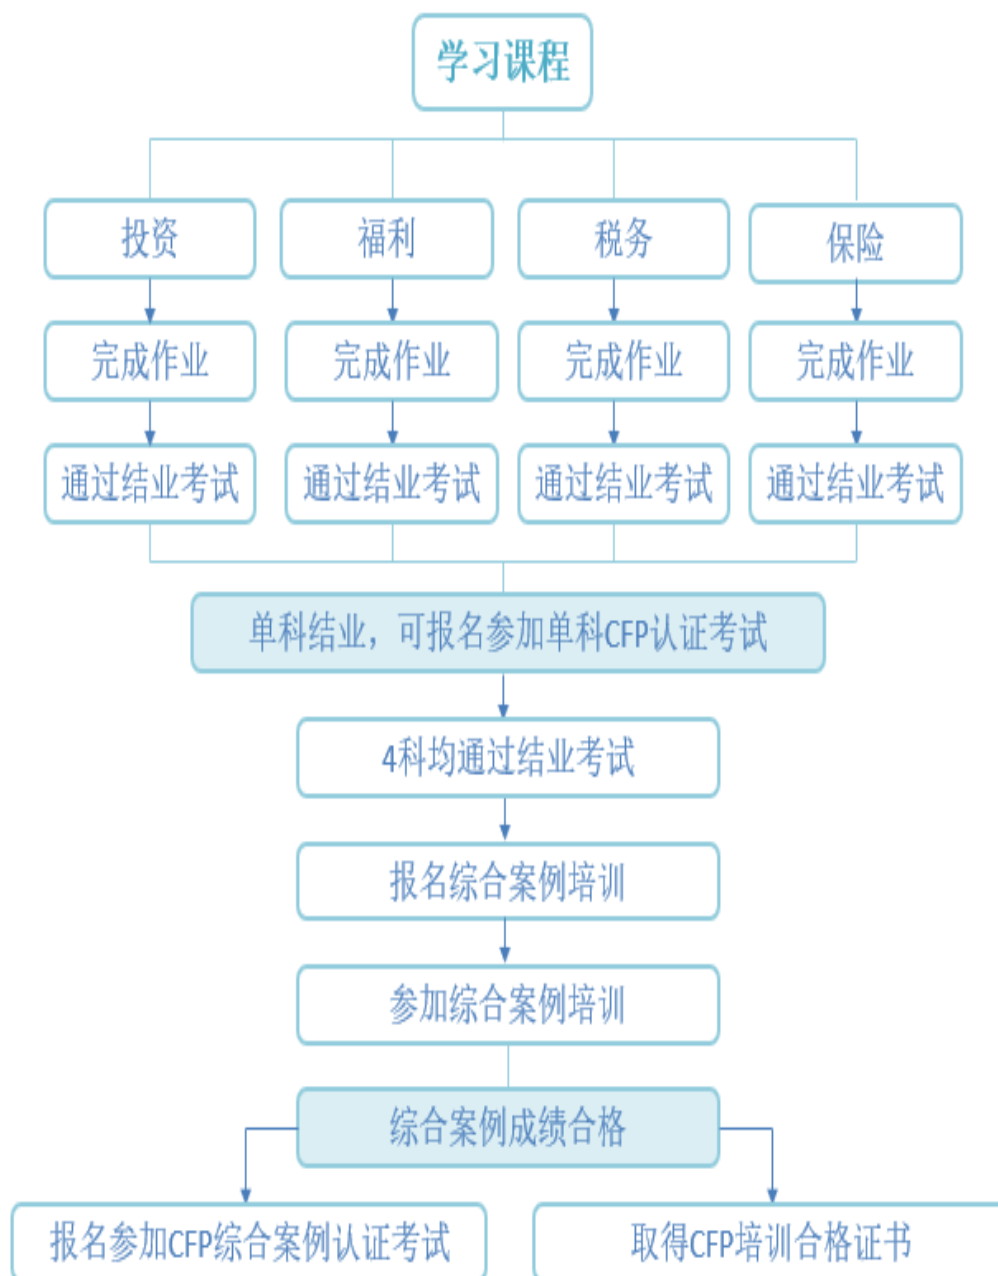 学习课程
投资
福利
税务
保险
完成作业
完成作业
完成作业
完成作业
通过结业考试
通过结业考试
通过结业考试
通过结业考试
单科结业，可报名参加单科CFP认证考试
4科均通过结业考试
报名综合案例培训
参加综合案例培训
综合案例成绩合格
报名参加CFP综合案例认证考试
取得CFP培训合格证书